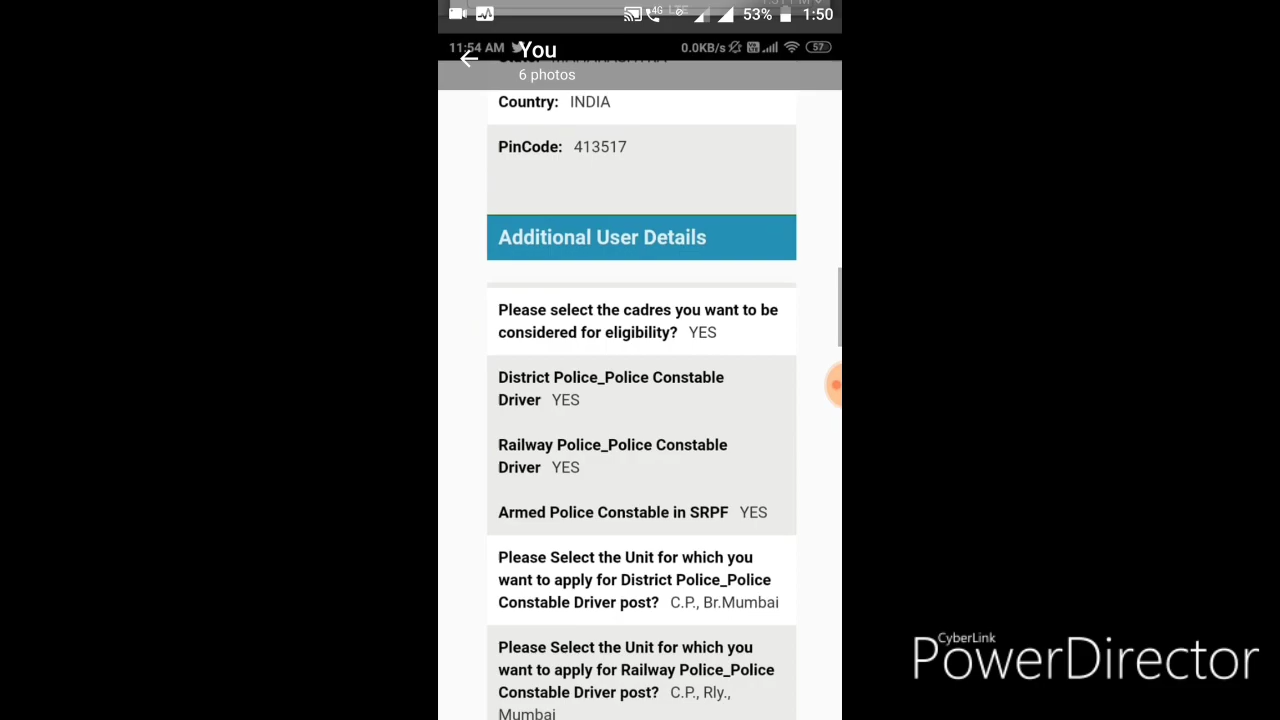 4G LTE 53% 1:50
11:54 AM 0.0KB/s 57
You
6 photos
Country: INDIA
PinCode: 413517
Additional User Details
Please select the cadres you want to be
considered for eligibility? YES
District Police_Police Constable
Driver YES
Railway Police_Police Constable
Driver YES
Armed Police Constable in SRPF YES
Please Select the Unit for which you
want to apply for District Police_Police
Constable Driver post? C.P., Br.Mumbai
Please Select the Unit for which you
want to apply for Railway Police_Police
Constable Driver post? C.P., Rly.,
Mumbai
CyberLink
PowerDirector